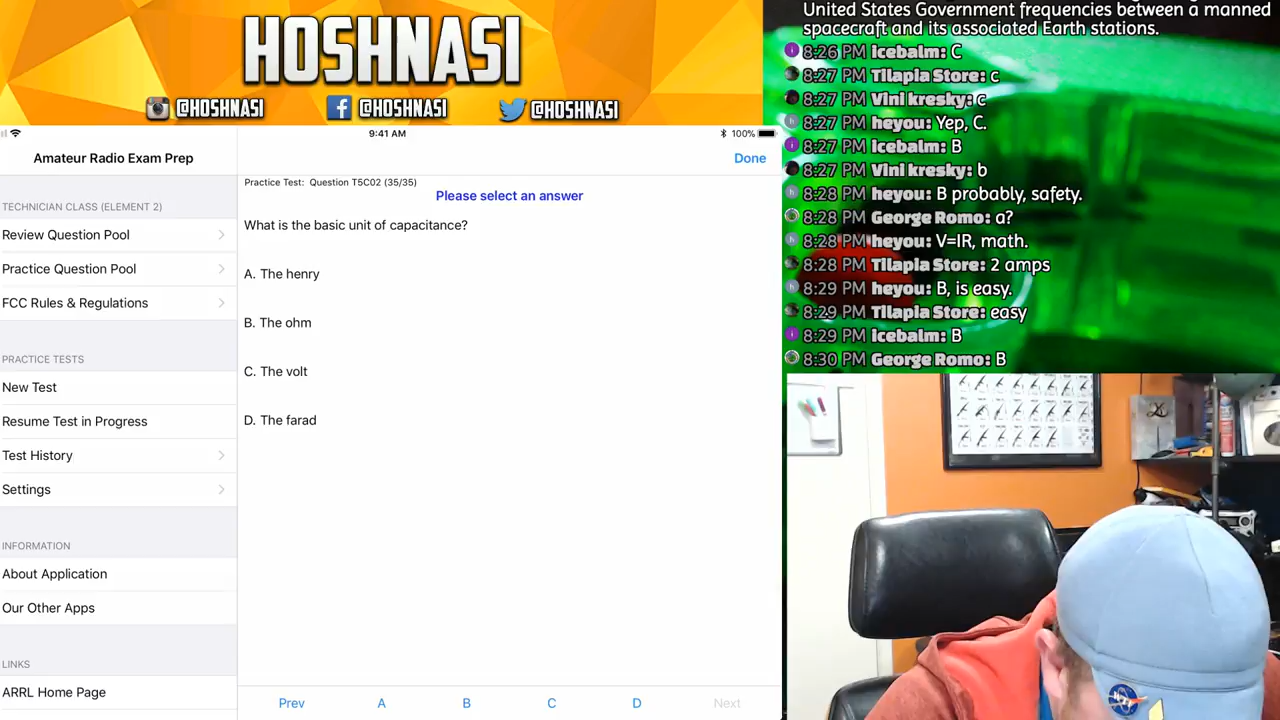 HOSHNASI
@HOSHNASI
@HOSHNASI
@HOSHNASI
9:41 AM
100%
Amateur Radio Exam Prep
Done
TECHNICIAN CLASS (ELEMENT 2)
Review Question Pool
Practice Question Pool
FCC Rules & Regulations
PRACTICE TESTS
New Test
Resume Test in Progress
Test History
Settings
INFORMATION
About Application
Our Other Apps
LINKS
ARRL Home Page
Practice Test: Question T5C02 (35/35)
Please select an answer
What is the basic unit of capacitance?
A. The henry
B. The ohm
C. The volt
D. The farad
Prev
A
B
C
D
Next
United States Government frequencies between a manned
spacecraft and its associated Earth stations.
8:26 PM icebalm: C
8:27 PM Tilapia Store: c
8:27 PM Vini kresky: c
8:27 PM heyou: Yep, C.
8:27 PM icebalm: B
8:27 PM Vini kresky: b
8:28 PM heyou: B probably, safety.
8:28 PM George Romo: a?
8:28 PM heyou: V=IR, math.
8:28 PM Tilapia Store: 2 amps
8:29 PM heyou: B, is easy.
8:29 PM Tilapia Store: easy
8:29 PM icebalm: B
8:30 PM George Romo: B